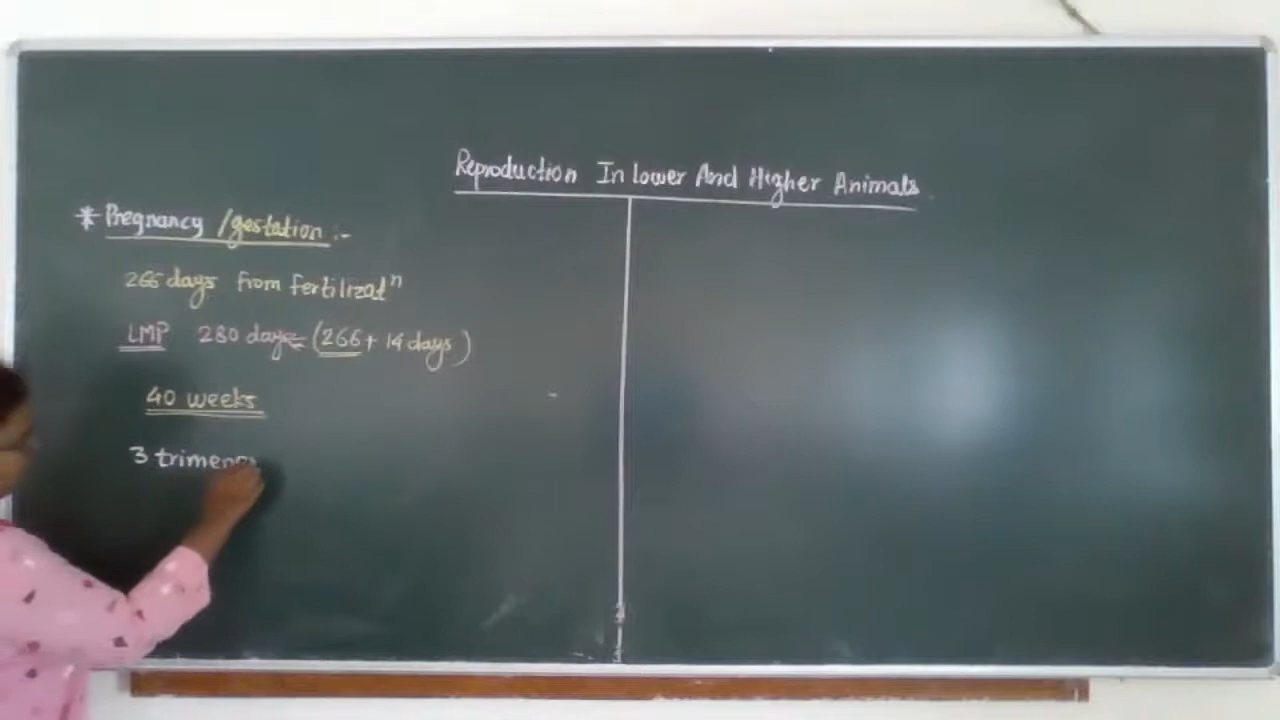 Reproduction In Lower And Higher Animals
* Pregnancy / gestation :-
266 days from fertilizatⁿ
LMP 280 days (266 + 14 days)
40 weeks
3